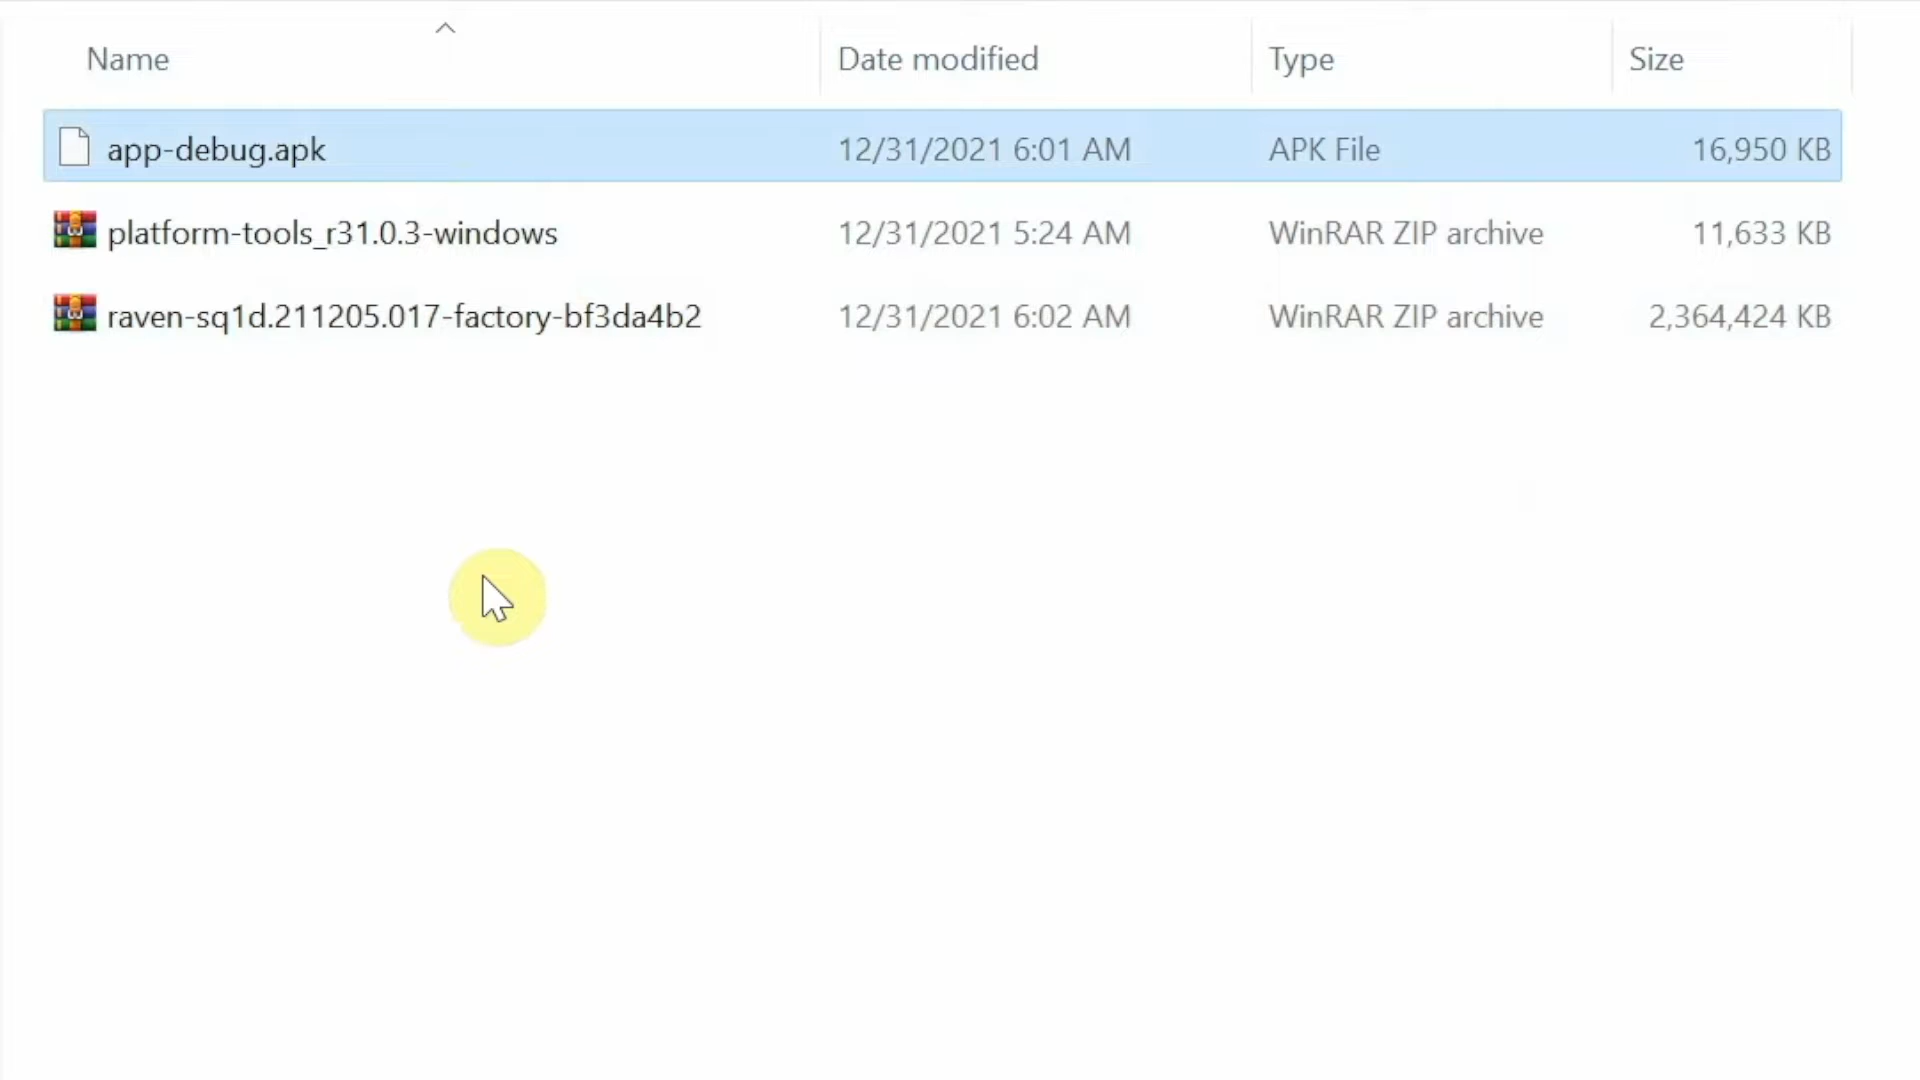 Name Date modified Type Size
app-debug.apk 12/31/2021 6:01 AM APK File 16,950 KB
platform-tools_r31.0.3-windows 12/31/2021 5:24 AM WinRAR ZIP archive 11,633 KB
raven-sq1d.211205.017-factory-bf3da4b2 12/31/2021 6:02 AM WinRAR ZIP archive 2,364,424 KB